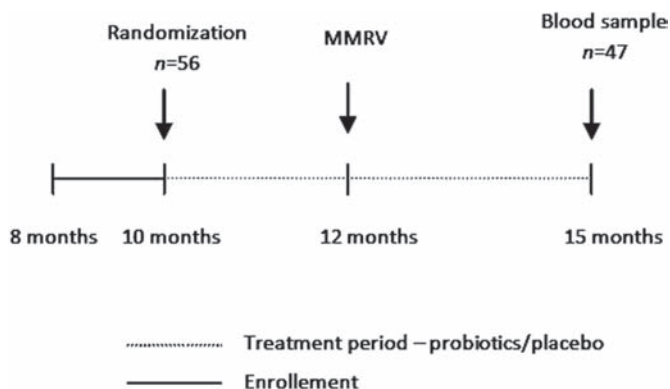 Randomization
n=56
MMRV
Blood samples
n=47
8 months
10 months
12 months
15 months
Treatment period – probiotics/placebo
Enrollement